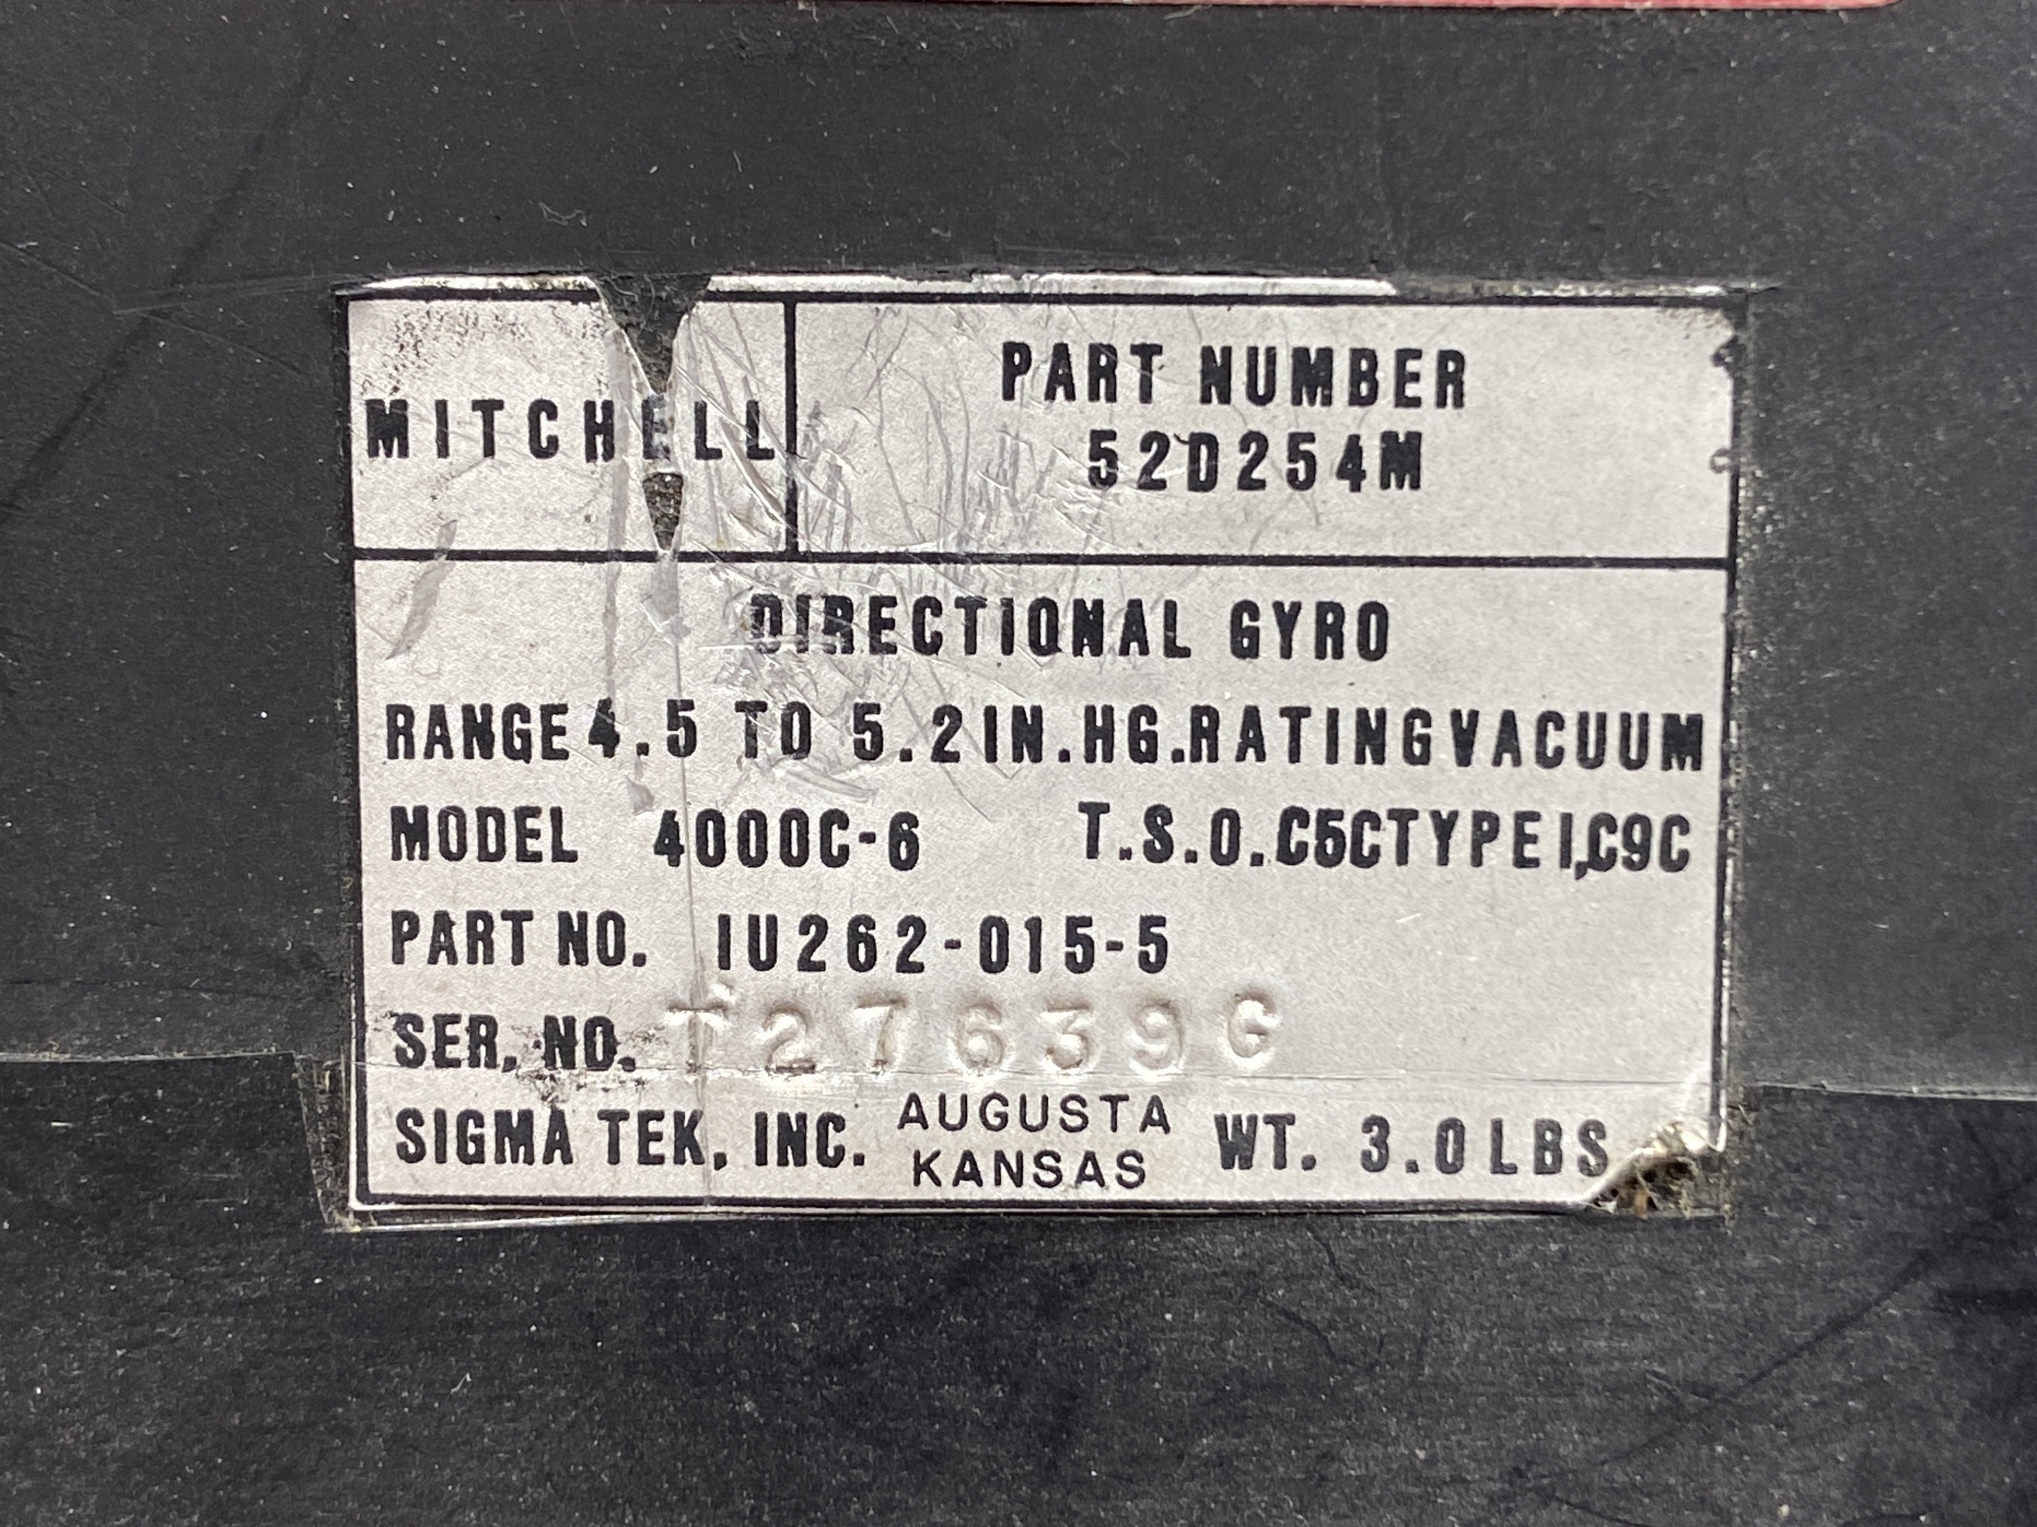 MITCHELL
PART NUMBER
52D254M
DIRECTIONAL GYRO
RANGE 4.5 TO 5.2 IN.HG.RATING VACUUM
MODEL 4000C-6 T.S.O.C5C TYPE I,C9C
PART NO. 1U262-015-5
SER. NO. T27639G
SIGMA TEK, INC. AUGUSTA KANSAS WT. 3.0 LBS